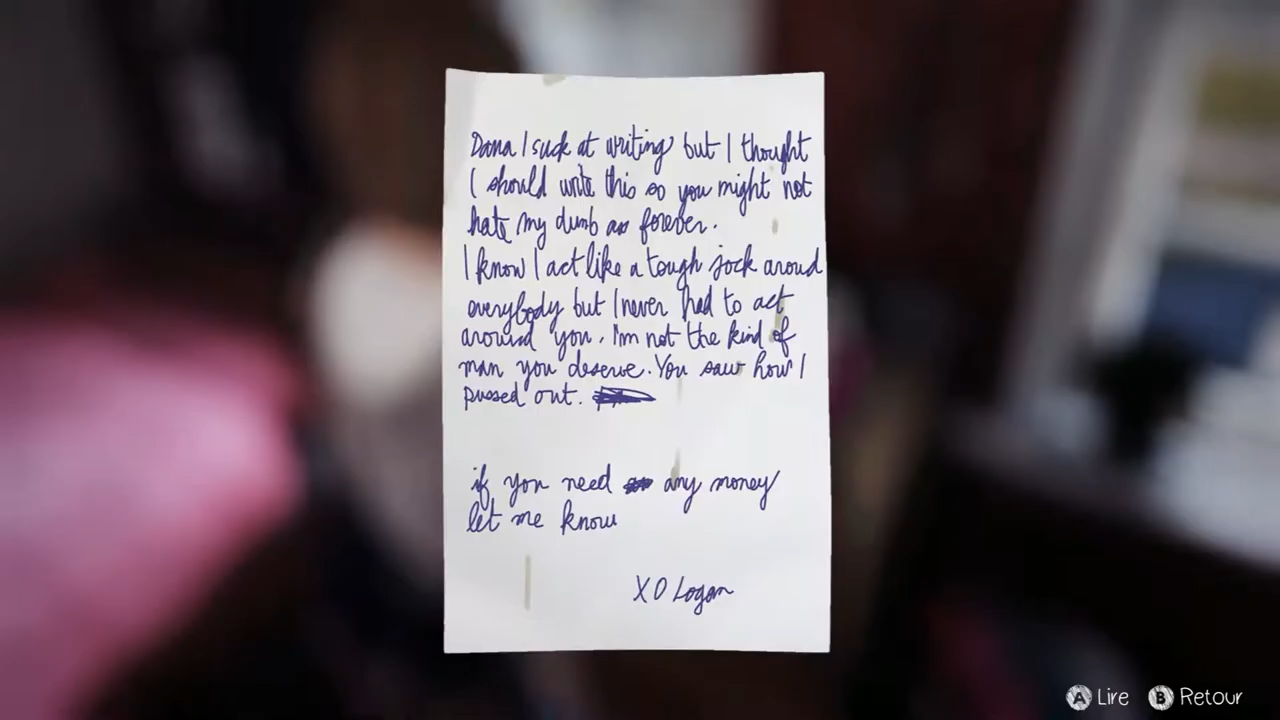 Dana I suck at writing but I thought
I should write this so you might not
hate my dumb ass forever.
I know I act like a tough jock aroud
everybody but I never had to act
around you. I'm not the kind of
man you deserve. You saw how I
pussed out.
if you need any money
let me know
XO Logan
A Lire B Retour